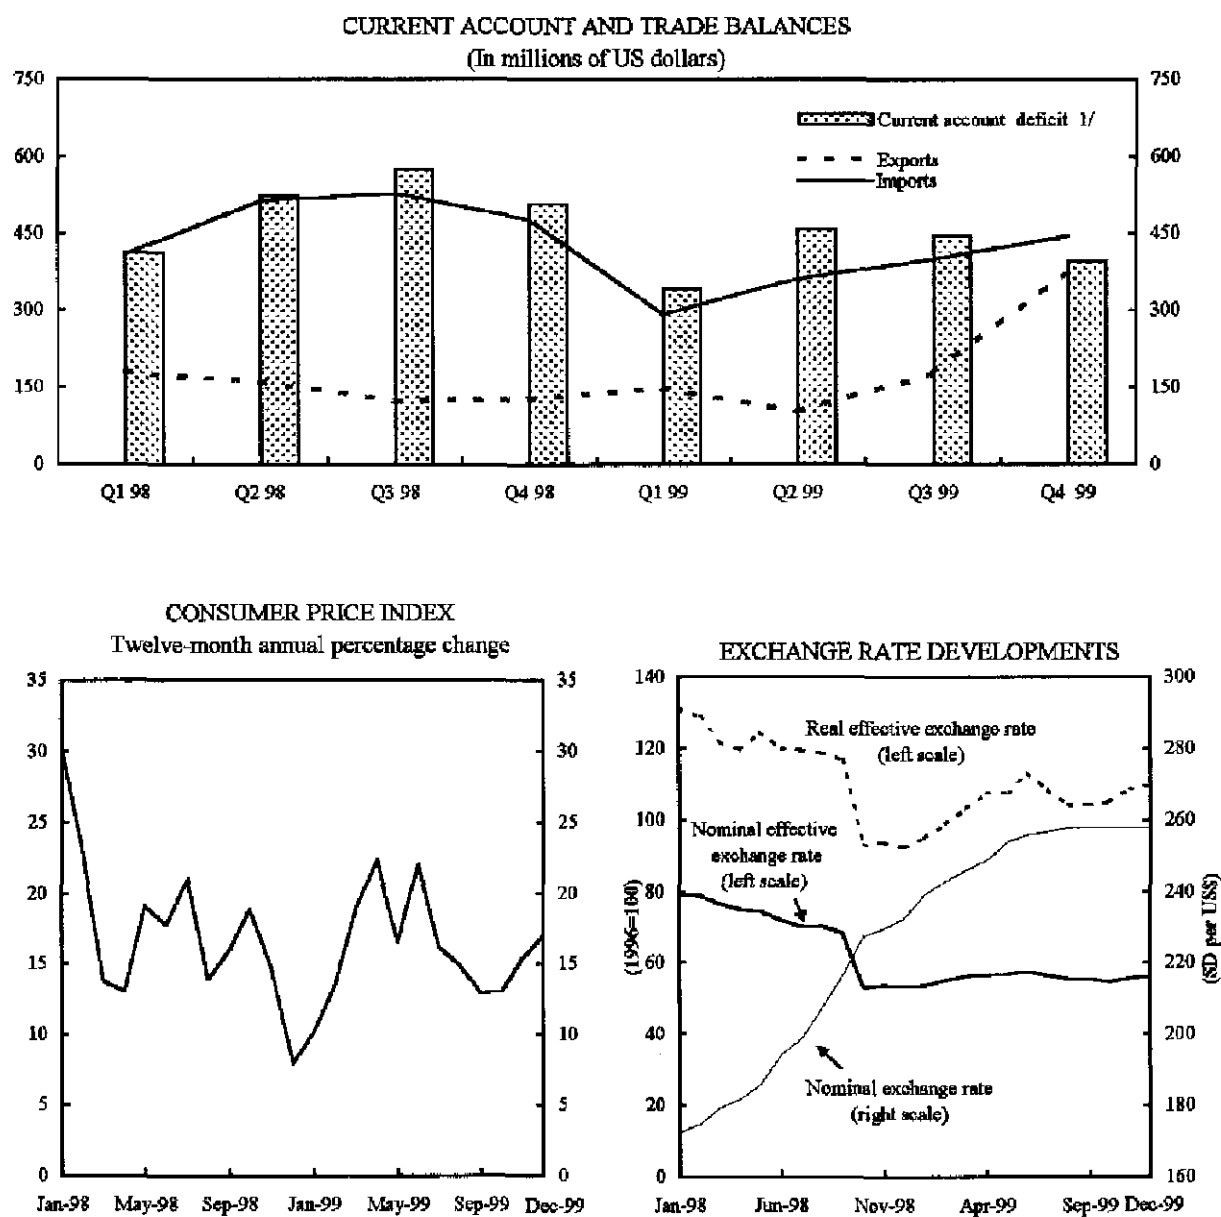 CURRENT ACCOUNT AND TRADE BALANCES
(In millions of US dollars)
750 750
Current account deficit 1/
600 Exports 600
Imports
450 450
300 300
150 150
0 0
Q1 98 Q2 98 Q3 98 Q4 98 Q1 99 Q2 99 Q3 99 Q4 99
CONSUMER PRICE INDEX
Twelve-month annual percentage change
35 35
30 30
25 25
20 20
15 15
10 10
5 5
0 0
Jan-98 May-98 Sep-98 Jan-99 May-99 Sep-99 Dec-99
EXCHANGE RATE DEVELOPMENTS
140 300
Real effective exchange rate
120 (left scale) 280
100 260
Nominal effective
exchange rate
(left scale)
80 240
(1996=100)
(SD per US$)
60 220
40 200
Nominal exchange rate
(right scale)
20 180
0 160
Jan-98 Jun-98 Nov-98 Apr-99 Sep-99 Dec-99